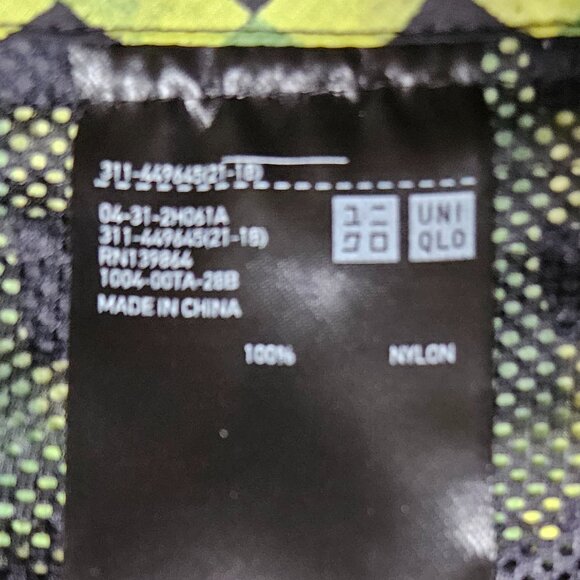 311-449645(21-18)
04-31-2H061A
311-449645(21-18)
RN139864
1004-00TA-28B
MADE IN CHINA
ユニ
クロ
UNI
QLO
100% NYLON